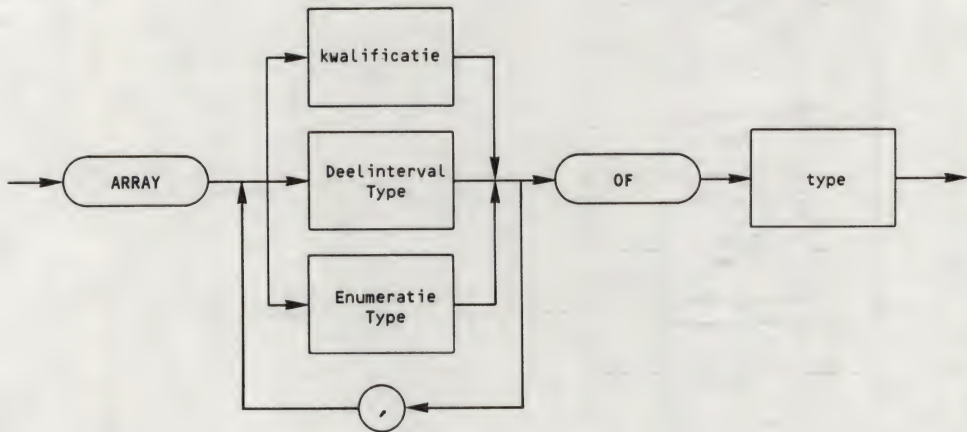 kwalificatie
ARRAY
Deelinterval
Type
OF
type
Enumeratie
Type
,